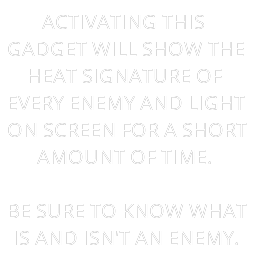 ACTIVATING THIS
GADGET WILL SHOW THE
HEAT SIGNATURE OF
EVERY ENEMY AND LIGHT
ON SCREEN FOR A SHORT
AMOUNT OF TIME.
BE SURE TO KNOW WHAT
IS AND ISN'T AN ENEMY.